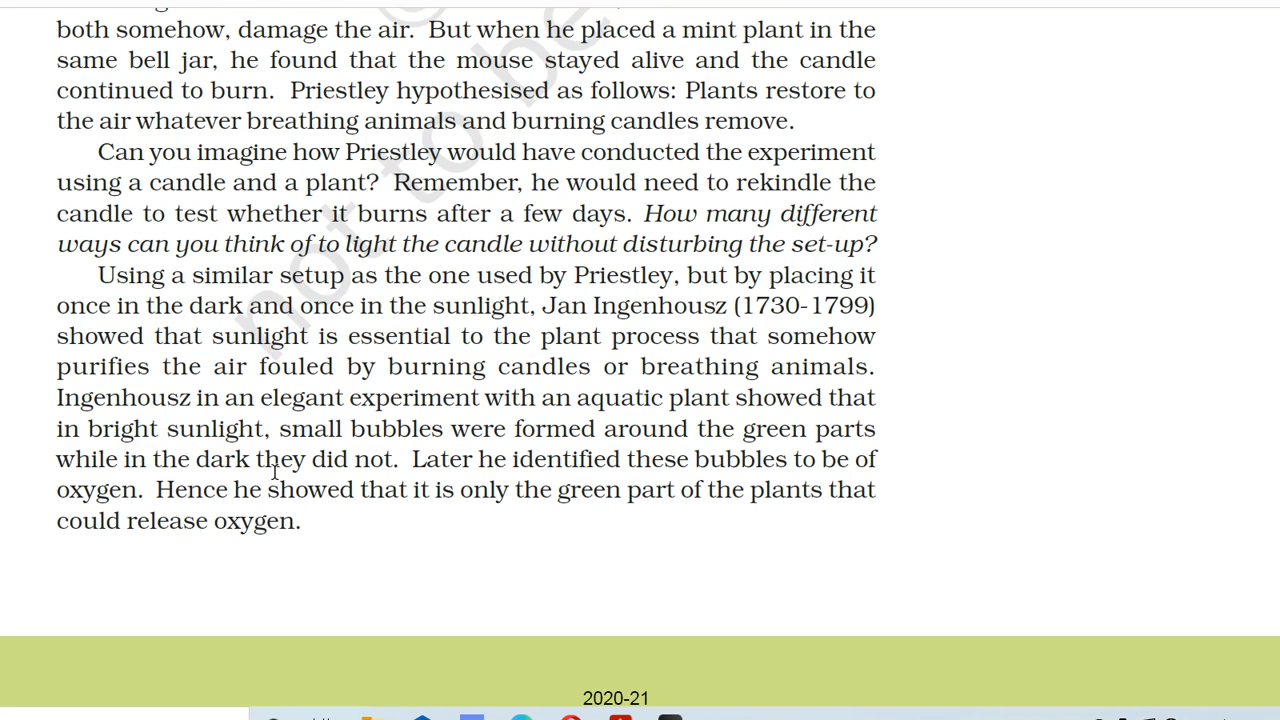 both somehow, damage the air. But when he placed a mint plant in the
same bell jar, he found that the mouse stayed alive and the candle
continued to burn. Priestley hypothesised as follows: Plants restore to
the air whatever breathing animals and burning candles remove.
Can you imagine how Priestley would have conducted the experiment
using a candle and a plant? Remember, he would need to rekindle the
candle to test whether it burns after a few days. How many different
ways can you think of to light the candle without disturbing the set-up?
Using a similar setup as the one used by Priestley, but by placing it
once in the dark and once in the sunlight, Jan Ingenhousz (1730-1799)
showed that sunlight is essential to the plant process that somehow
purifies the air fouled by burning candles or breathing animals.
Ingenhousz in an elegant experiment with an aquatic plant showed that
in bright sunlight, small bubbles were formed around the green parts
while in the dark they did not. Later he identified these bubbles to be of
oxygen. Hence he showed that it is only the green part of the plants that
could release oxygen.
not to be
2020-21